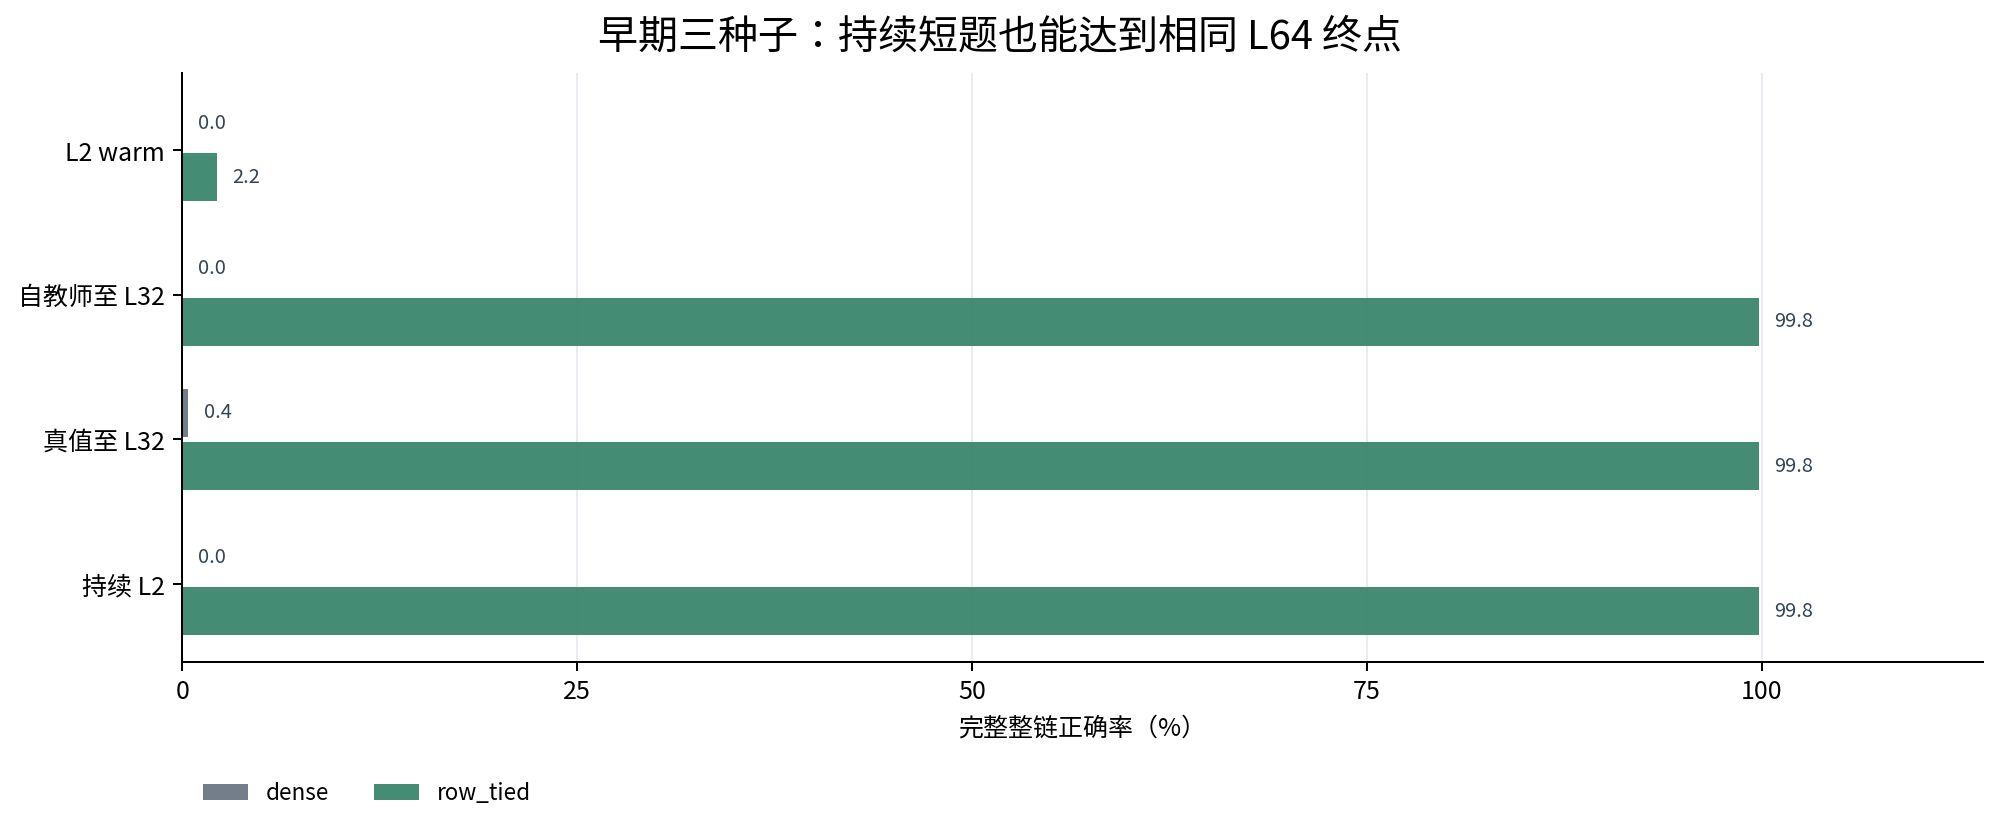 早期三种子：持续短题也能达到相同 L64 终点
L2 warm
0.0
2.2
自教师至 L32
0.0
99.8
真值至 L32
0.4
99.8
持续 L2
0.0
99.8
0 25 50 75 100
完整整链正确率（%）
dense row_tied